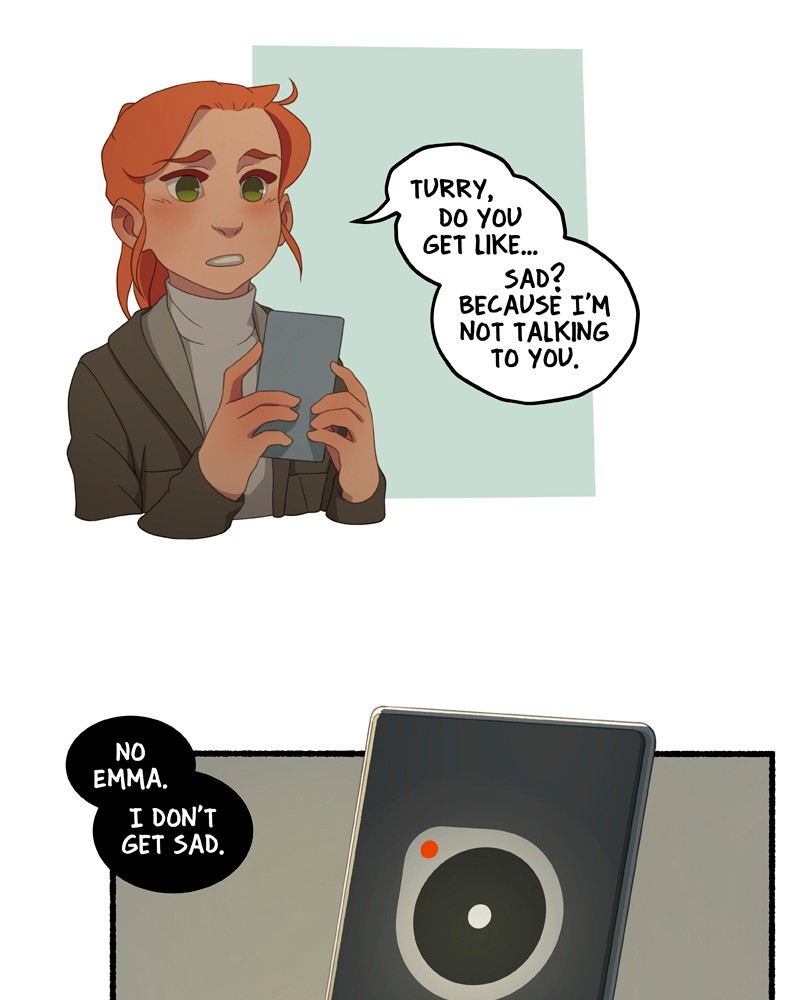 TURRY,
DO YOU
GET LIKE...
SAD?
BECAUSE I'M
NOT TALKING
TO YOU.
NO
EMMA.
I DON'T
GET SAD.